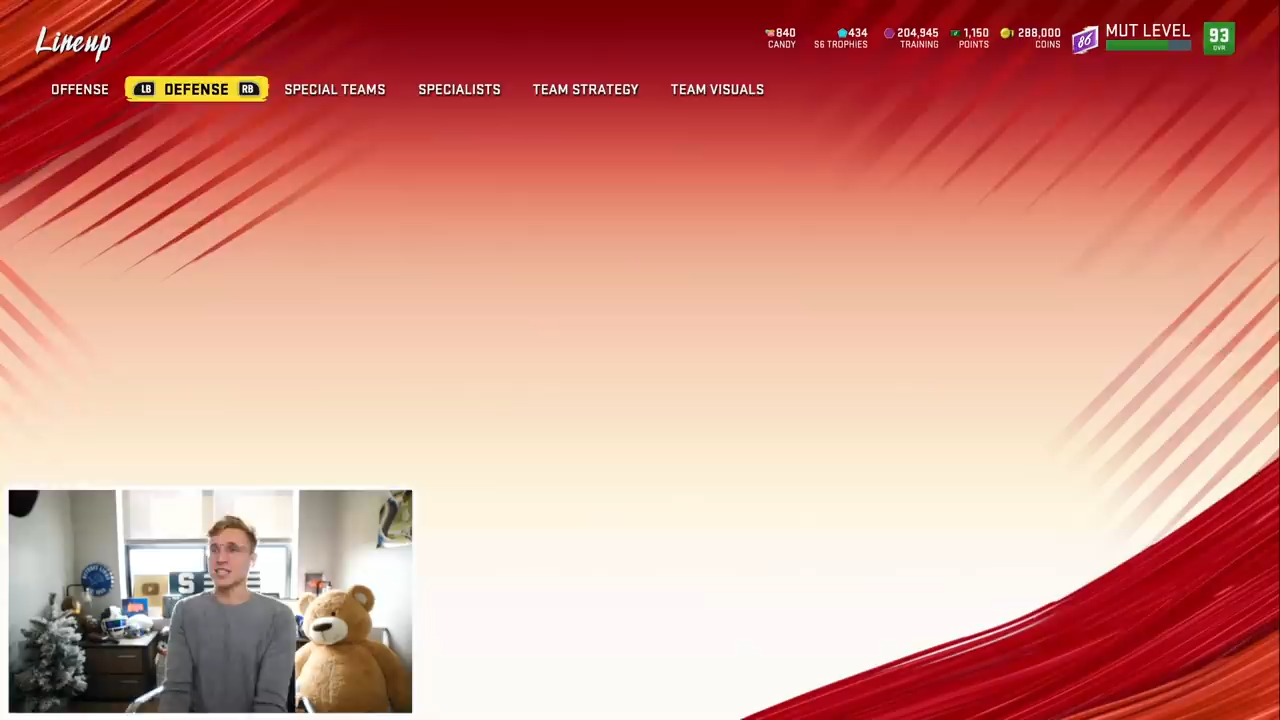 Lineup
840 CANDY
434 S6 TROPHIES
204,945 TRAINING
1,150 POINTS
288,000 COINS
86
MUT LEVEL
93 OVR
OFFENSE
LB DEFENSE RB
SPECIAL TEAMS
SPECIALISTS
TEAM STRATEGY
TEAM VISUALS
S